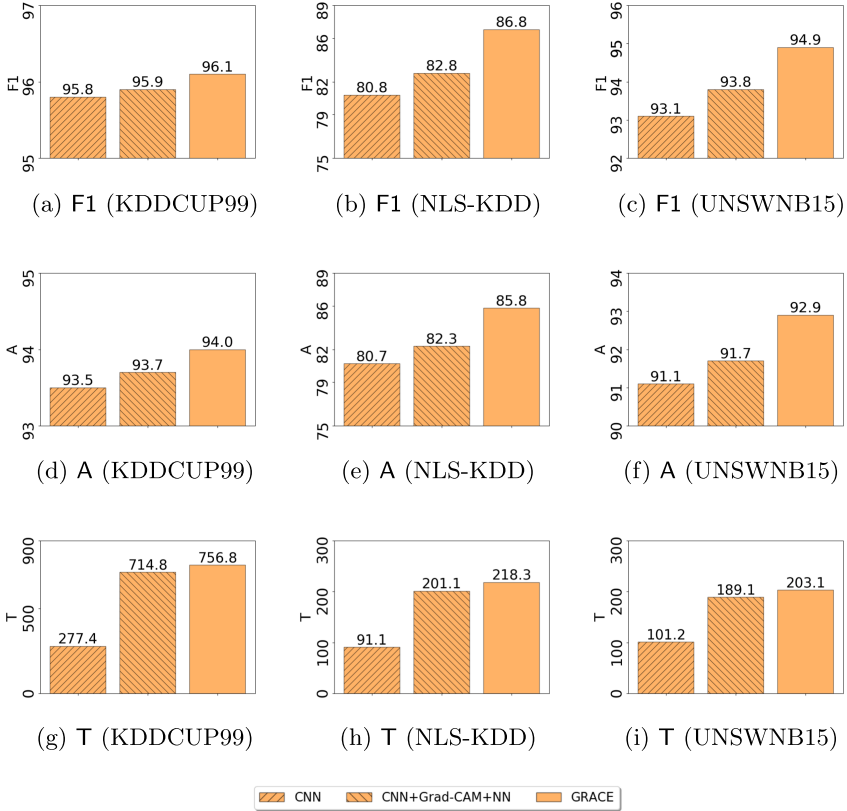 F1
95 96 97
95.8 95.9 96.1
(a) F1 (KDDCUP99)
F1
75 79 82 86 89
80.8 82.8 86.8
(b) F1 (NLS-KDD)
F1
92 93 94 95 96
93.1 93.8 94.9
(c) F1 (UNSWNB15)
A
93 94 95
93.5 93.7 94.0
(d) A (KDDCUP99)
A
75 79 82 86 89
80.7 82.3 85.8
(e) A (NLS-KDD)
A
90 91 92 93 94
91.1 91.7 92.9
(f) A (UNSWNB15)
T
0 500 900
277.4 714.8 756.8
(g) T (KDDCUP99)
T
0 100 200 300
91.1 201.1 218.3
(h) T (NLS-KDD)
T
0 100 200 300
101.2 189.1 203.1
(i) T (UNSWNB15)
CNN CNN+Grad-CAM+NN GRACE